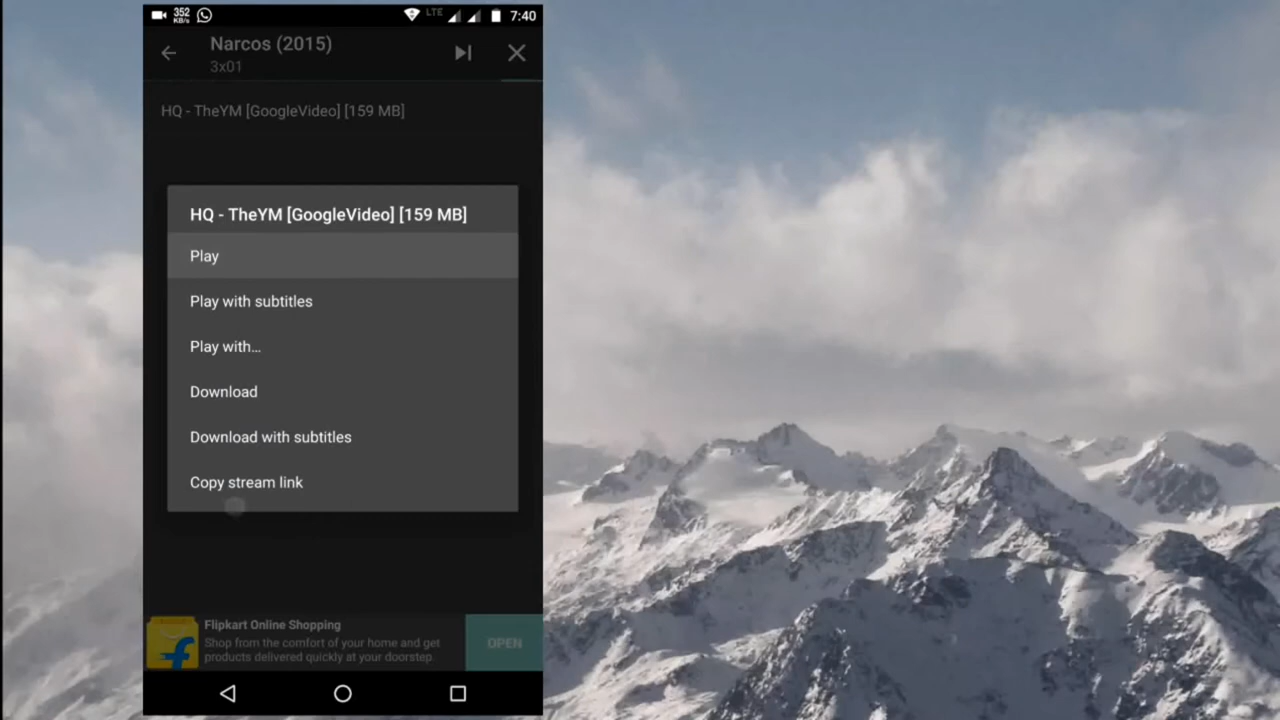 352
KB/s
LTE
7:40
Narcos (2015)
3x01
HQ - TheYM [GoogleVideo] [159 MB]
HQ - TheYM [GoogleVideo] [159 MB]
Play
Play with subtitles
Play with...
Download
Download with subtitles
Copy stream link
Flipkart Online Shopping
Shop from the comfort of your home and get
products delivered quickly at your doorstep.
OPEN